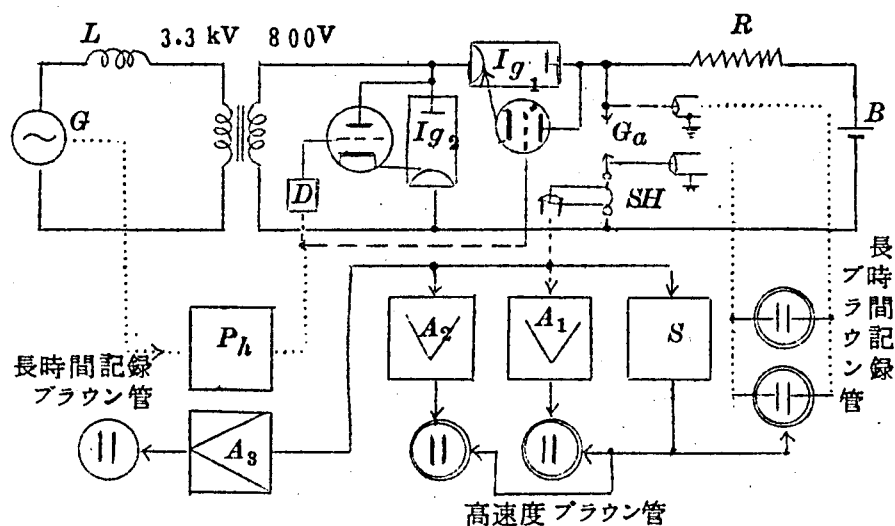 L
3.3 kV
800V
Ig1
R
G
Ig2
Ga
B
D
SH
長時間記録ブラウン管
Ph
A2
A1
S
長時間記録
ブラウン管
A3
高速度ブラウン管